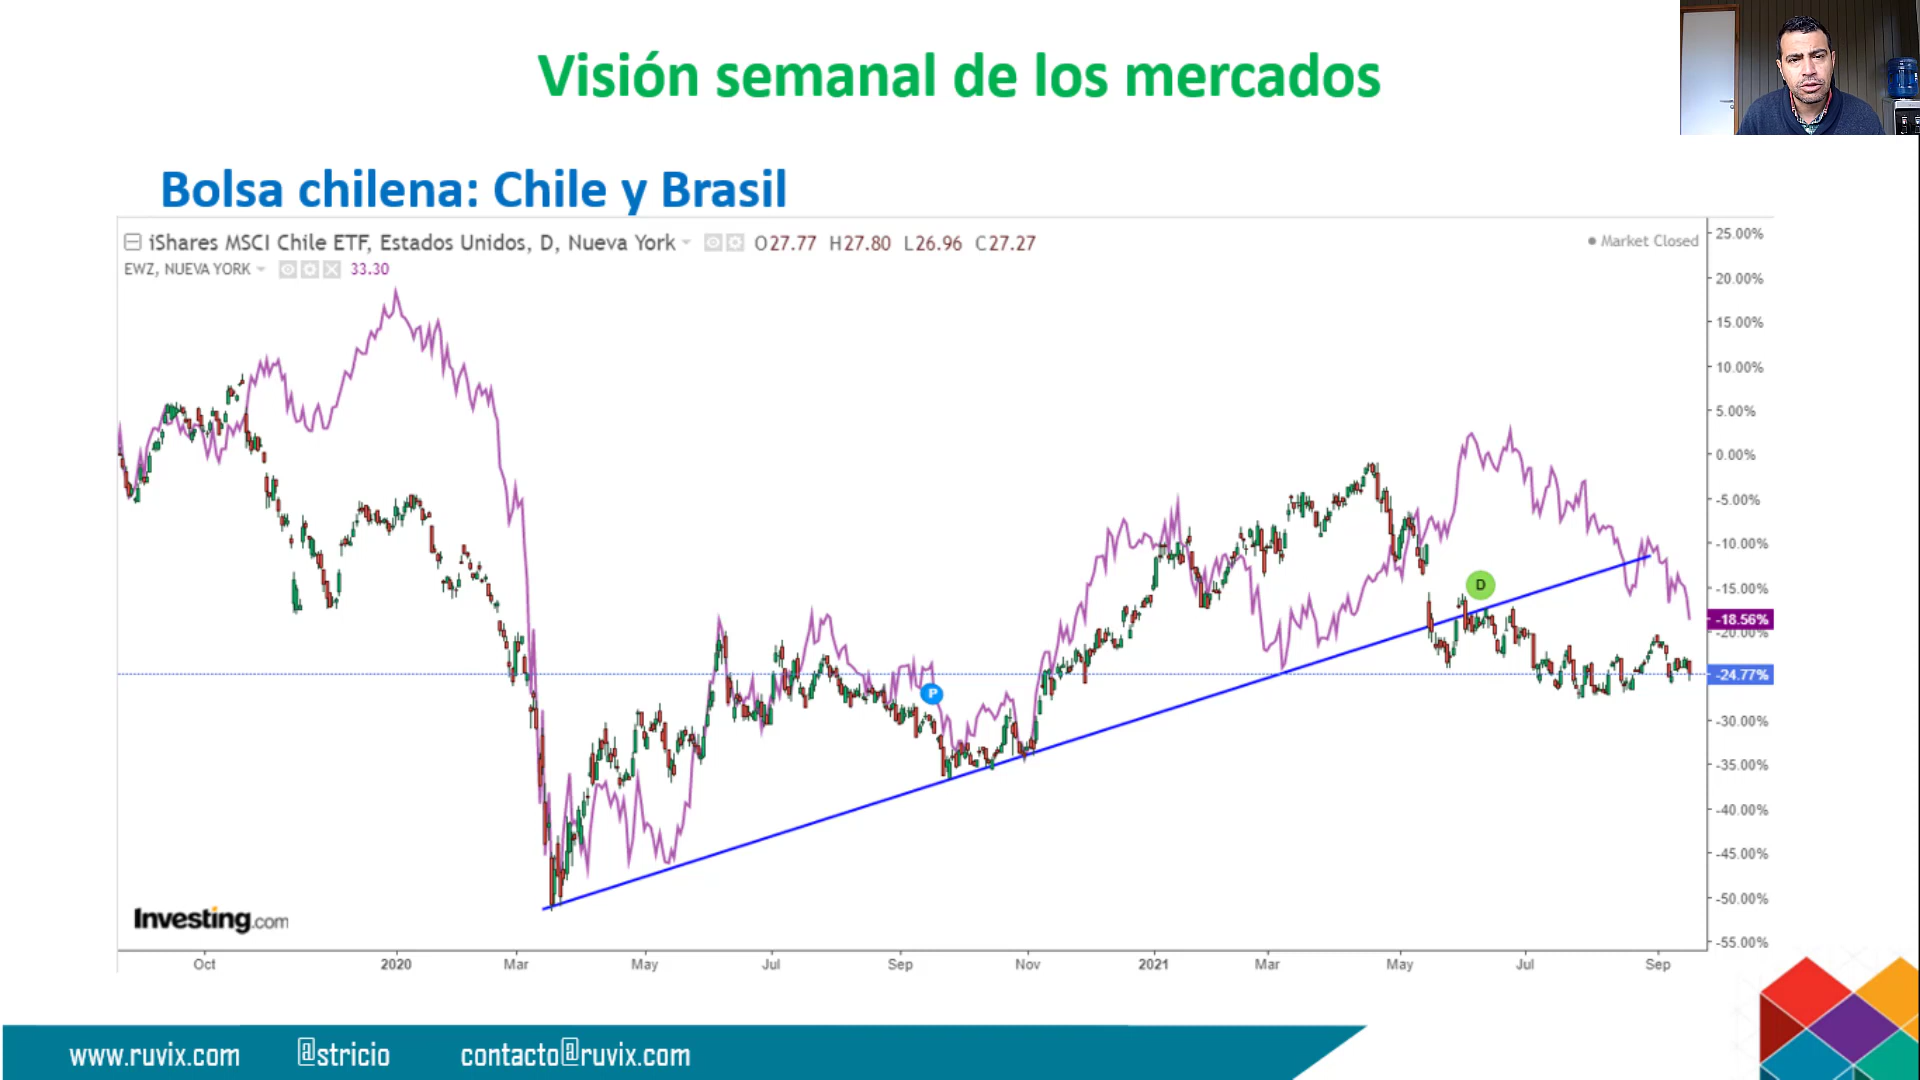 Visión semanal de los mercados
Bolsa chilena: Chile y Brasil
iShares MSCI Chile ETF, Estados Unidos, D, Nueva York O27.77 H27.80 L26.96 C27.27
Market Closed
EWZ, NUEVA YORK 33.30
25.00%
20.00%
15.00%
10.00%
5.00%
0.00%
-5.00%
-10.00%
-15.00%
-18.56%
-20.00%
-24.77%
-30.00%
-35.00%
-40.00%
-45.00%
-50.00%
-55.00%
D
P
Investing.com
Oct 2020 Mar May Jul Sep Nov 2021 Mar May Jul Sep
www.ruvix.com @stricio contacto@ruvix.com